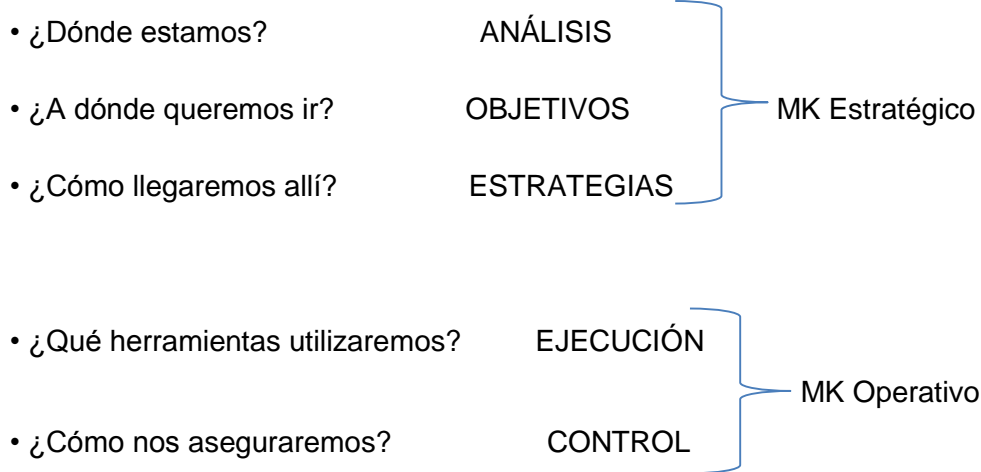 • ¿Dónde estamos? ANÁLISIS
• ¿A dónde queremos ir? OBJETIVOS MK Estratégico
• ¿Cómo llegaremos allí? ESTRATEGIAS
• ¿Qué herramientas utilizaremos? EJECUCIÓN
MK Operativo
• ¿Cómo nos aseguraremos? CONTROL